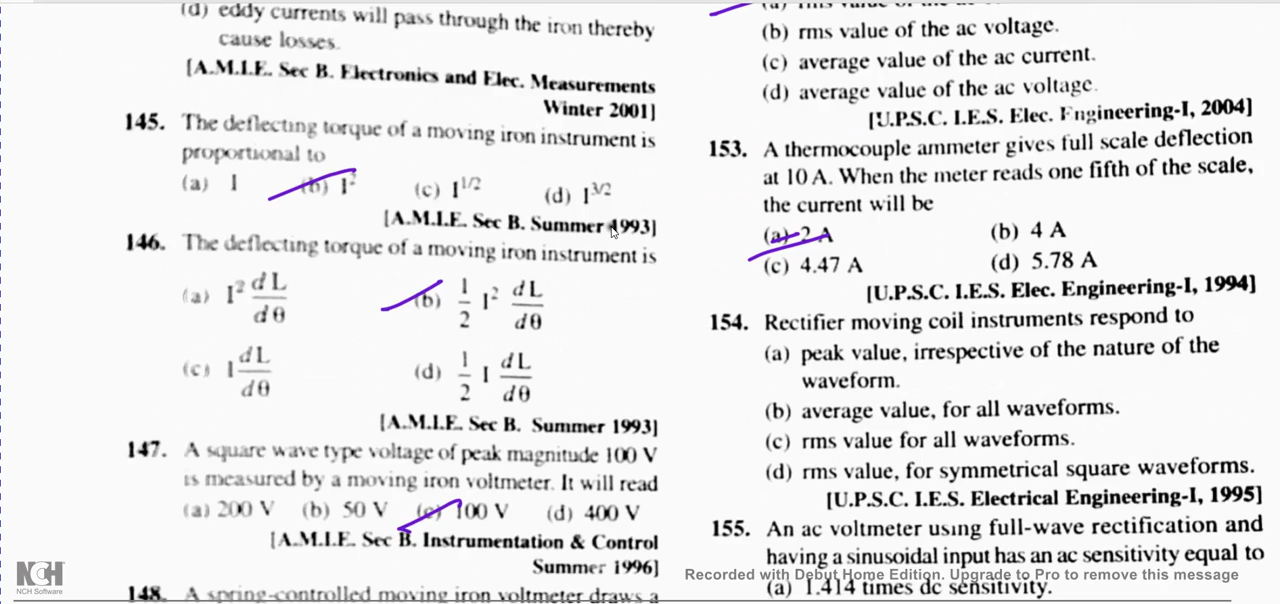 (d) eddy currents will pass through the iron thereby
cause losses.
[A.M.I.E. Sec B. Electronics and Elec. Measurements
Winter 2001]
145. The deflecting torque of a moving iron instrument is
proportional to
(a) I (b) I² (c) I^1/2 (d) I^3/2
[A.M.I.E. Sec B. Summer 1993]
146. The deflecting torque of a moving iron instrument is
(a) I² dL/dθ (b) 1/2 I² dL/dθ
(c) I dL/dθ (d) 1/2 I dL/dθ
[A.M.I.E. Sec B. Summer 1993]
147. A square wave type voltage of peak magnitude 100 V
is measured by a moving iron voltmeter. It will read
(a) 200 V (b) 50 V (c) 100 V (d) 400 V
[A.M.I.E. Sec B. Instrumentation & Control
Summer 1996]
148. A spring-controlled moving iron voltmeter draws a
(a) rms value of the ac
(b) rms value of the ac voltage.
(c) average value of the ac current.
(d) average value of the ac voltage.
[U.P.S.C. I.E.S. Elec. Engineering-I, 2004]
153. A thermocouple ammeter gives full scale deflection
at 10 A. When the meter reads one fifth of the scale,
the current will be
(a) 2 A (b) 4 A
(c) 4.47 A (d) 5.78 A
[U.P.S.C. I.E.S. Elec. Engineering-I, 1994]
154. Rectifier moving coil instruments respond to
(a) peak value, irrespective of the nature of the
waveform.
(b) average value, for all waveforms.
(c) rms value for all waveforms.
(d) rms value, for symmetrical square waveforms.
[U.P.S.C. I.E.S. Electrical Engineering-I, 1995]
155. An ac voltmeter using full-wave rectification and
having a sinusoidal input has an ac sensitivity equal to
(a) 1.414 times dc sensitivity.
NCH
NCH Software
Recorded with Debut Home Edition. Upgrade to Pro to remove this message